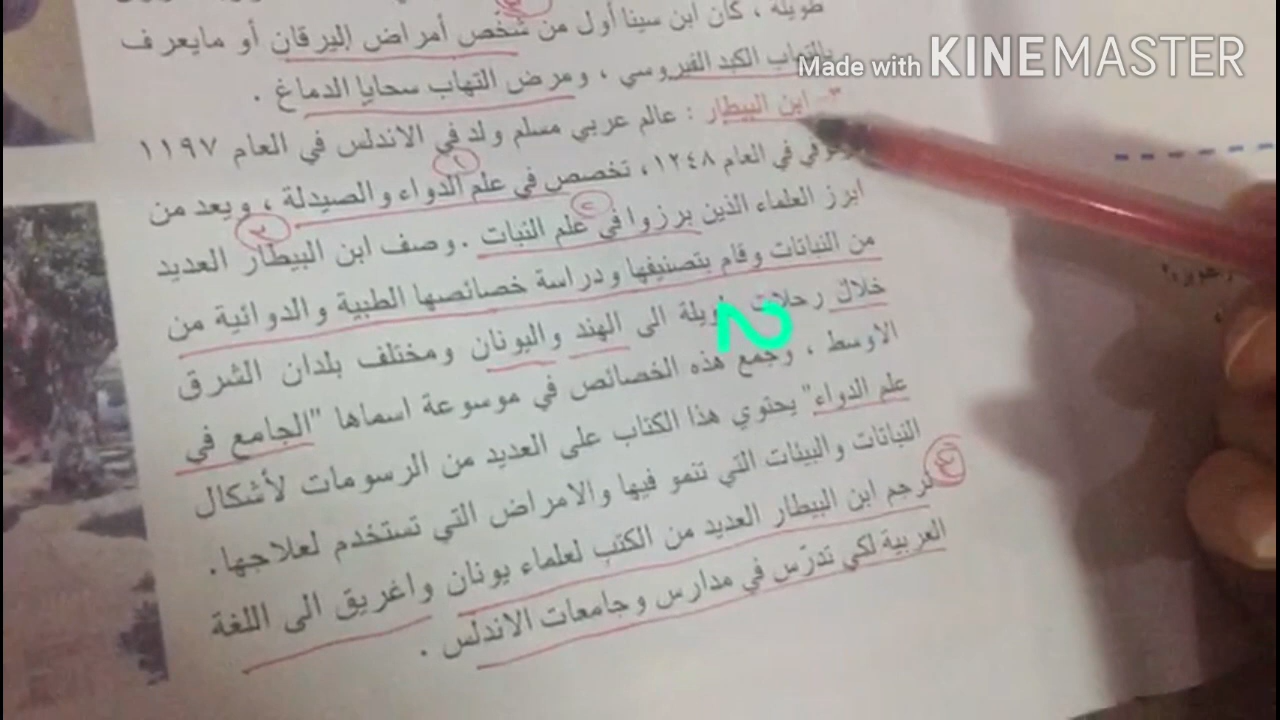 طويلة ، كان ابن سينا أول من شخص أمراض اليرقان أو مايعرف
بالتهاب الكبد الفيروسي ، ومرض التهاب سحايا الدماغ .
Made with KINEMASTER
٣- ابن البيطار : عالم عربي مسلم ولد في الاندلس في العام ١١٩٧
وتوفي في العام ١٢٤٨ ، تخصص في علم الدواء والصيدلة ، ويعد من
ابرز العلماء الذين برزوا في علم النبات . وصف ابن البيطار العديد
من النباتات وقام بتصنيفها ودراسة خصائصها الطبية والدوائية من
خلال رحلات طويلة الى الهند واليونان ومختلف بلدان الشرق
الاوسط ، وجمع هذه الخصائص في موسوعة اسماها "الجامع في
علم الدواء" يحتوي هذا الكتاب على العديد من الرسومات لأشكال
النباتات والبيئات التي تنمو فيها والامراض التي تستخدم لعلاجها.
ترجم ابن البيطار العديد من الكتب لعلماء يونان واغريق الى اللغة
العربية لكي تدرّس في مدارس وجامعات الاندلس .